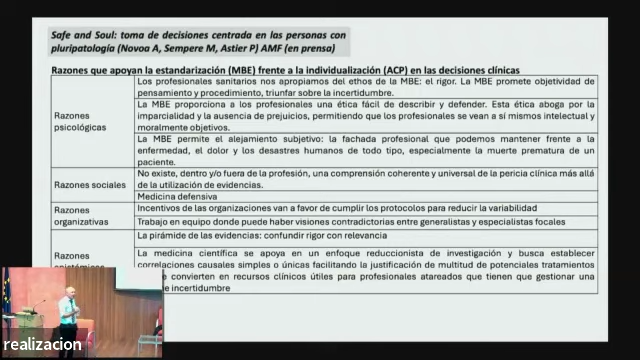 Safe and Soul: toma de decisiones centrada en las personas con
pluripatología (Novoa A, Sempere M, Astier P) AMF (en prensa)
Razones que apoyan la estandarización (MBE) frente a la individualización (ACP) en las decisiones clínicas
Razones
psicológicas
Los profesionales sanitarios nos apropiamos del ethos de la MBE: el rigor. La MBE promete objetividad de
pensamiento y procedimiento, triunfar sobre la incertidumbre.
La MBE proporciona a los profesionales una ética fácil de describir y defender. Esta ética aboga por la
imparcialidad y la ausencia de prejuicios, permitiendo que los profesionales se vean a sí mismos intelectual y
moralmente objetivos.
La MBE permite el alejamiento subjetivo: la fachada profesional que podemos mantener frente a la
enfermedad, el dolor y los desastres humanos de todo tipo, especialmente la muerte prematura de un
paciente.
Razones sociales
No existe, dentro y/o fuera de la profesión, una comprensión coherente y universal de la pericia clínica más allá
de la utilización de evidencias.
Medicina defensiva
Razones
organizativas
Incentivos de las organizaciones van a favor de cumplir los protocolos para reducir la variabilidad
Trabajo en equipo donde puede haber visiones contradictorias entre generalistas y especialistas focales
Razones
La pirámide de las evidencias: confundir rigor con relevancia
La medicina científica se apoya en un enfoque reduccionista de investigación y busca establecer
correlaciones causales simples o únicas facilitando la justificación de multitud de potenciales tratamientos
convierten en recursos clínicos útiles para profesionales atareados que tienen que gestionar una
incertidumbre
realizacion